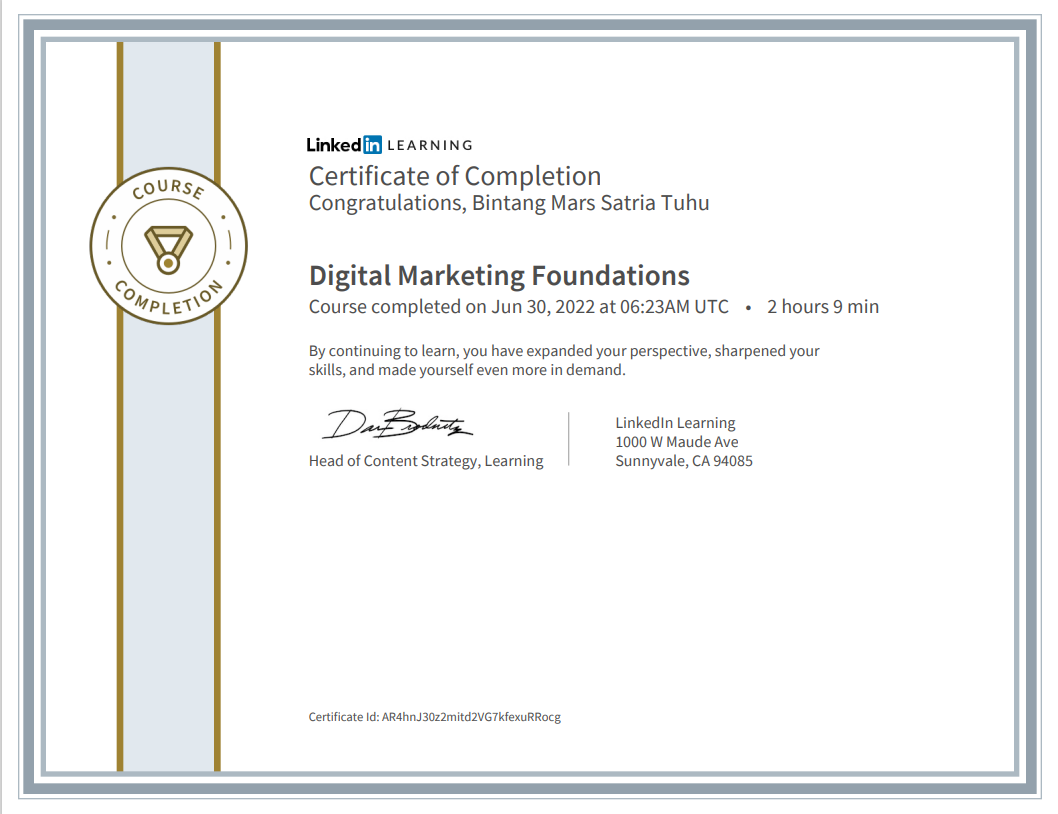 COURSE
COMPLETION
Linked in LEARNING
Certificate of Completion
Congratulations, Bintang Mars Satria Tuhu
Digital Marketing Foundations
Course completed on Jun 30, 2022 at 06:23AM UTC • 2 hours 9 min
By continuing to learn, you have expanded your perspective, sharpened your
skills, and made yourself even more in demand.
Head of Content Strategy, Learning
LinkedIn Learning
1000 W Maude Ave
Sunnyvale, CA 94085
Certificate Id: AR4hnJ30z2mitd2VG7kfexuRRocg